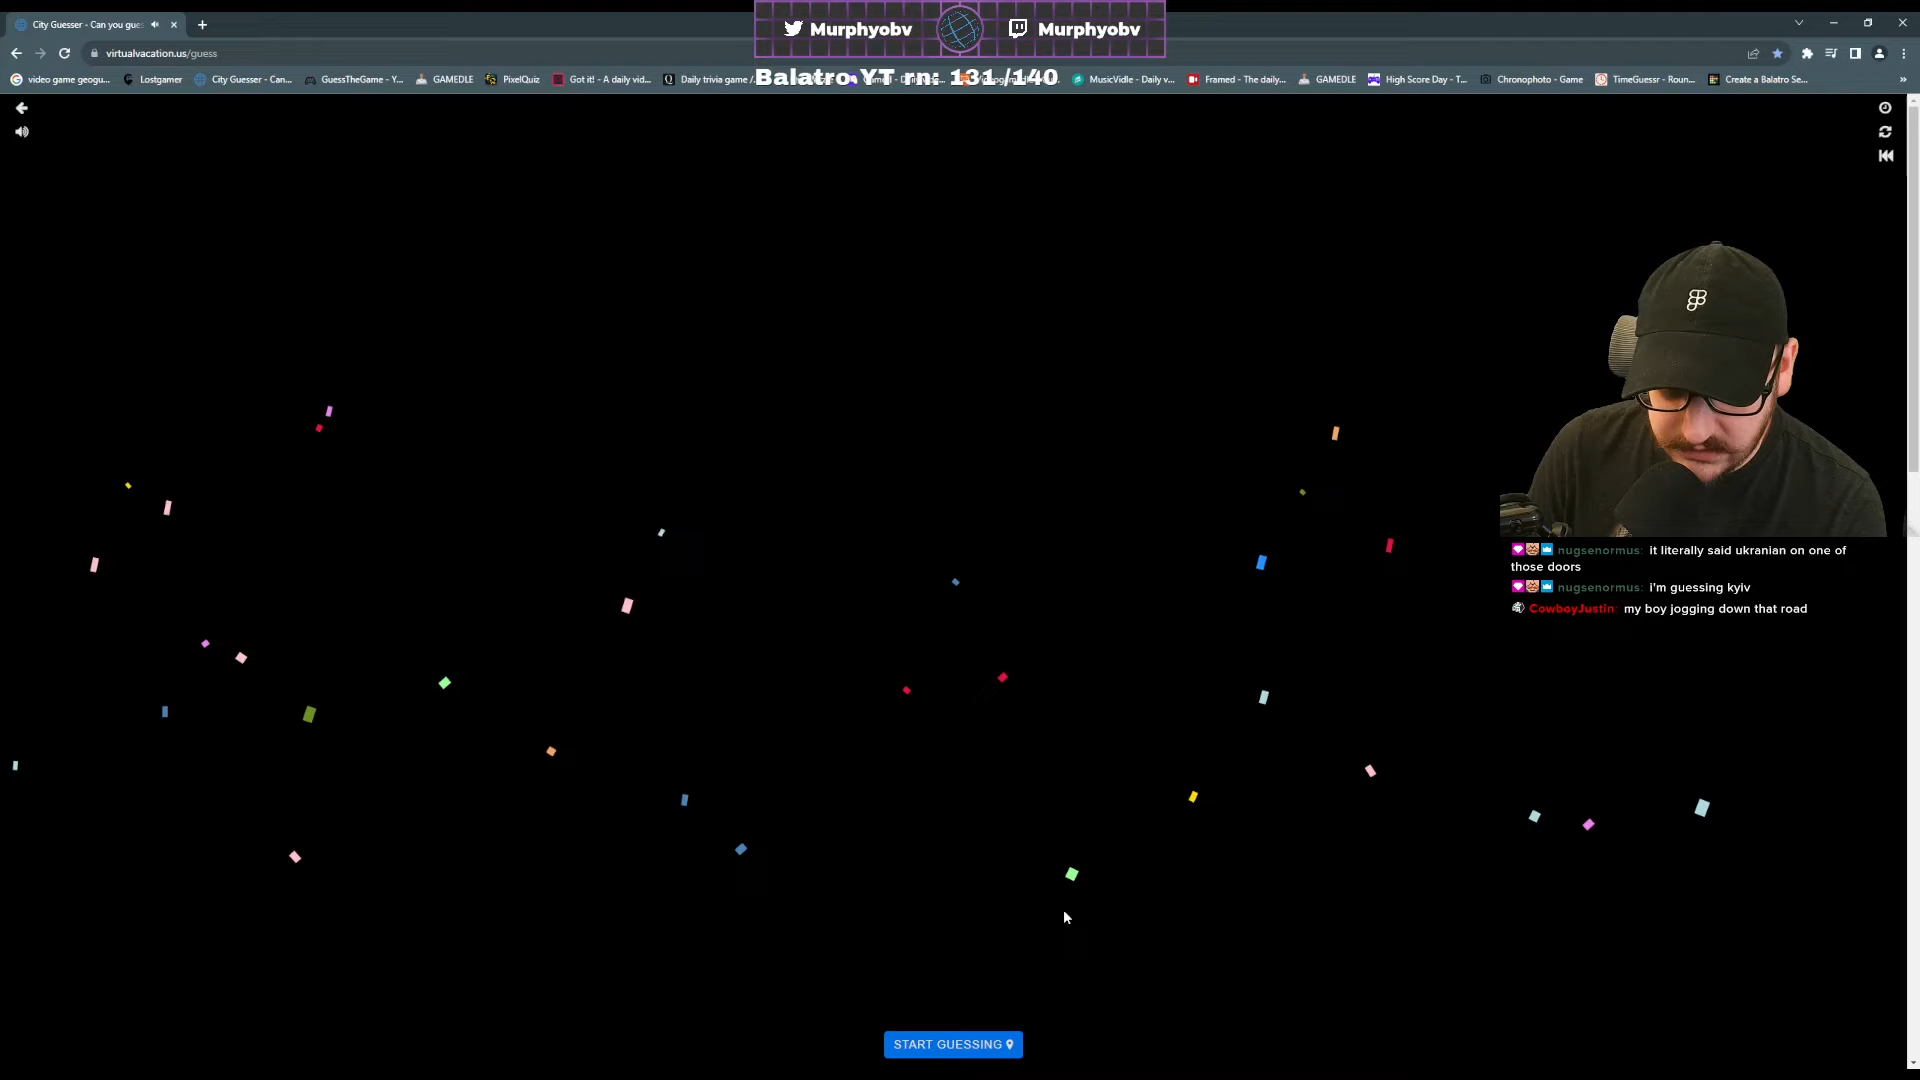 City Guesser - Can you gue
Murphyobv
Murphyobv
virtualvacation.us/guess
video game geogu...
Lostgamer
City Guesser - Can...
GuessTheGame - Y...
GAMEDLE
PixelQuiz
Got it! - A daily vid...
Daily trivia game /
MusicVidle - Daily v...
Framed - The daily...
GAMEDLE
High Score Day - T...
Chronophoto - Game
TimeGuessr - Roun...
Create a Balatro Se...
Balatro YT rn: 131 /140
nugsenormus: it literally said ukranian on one of
those doors
nugsenormus: i'm guessing kyiv
CowboyJustin: my boy jogging down that road
START GUESSING